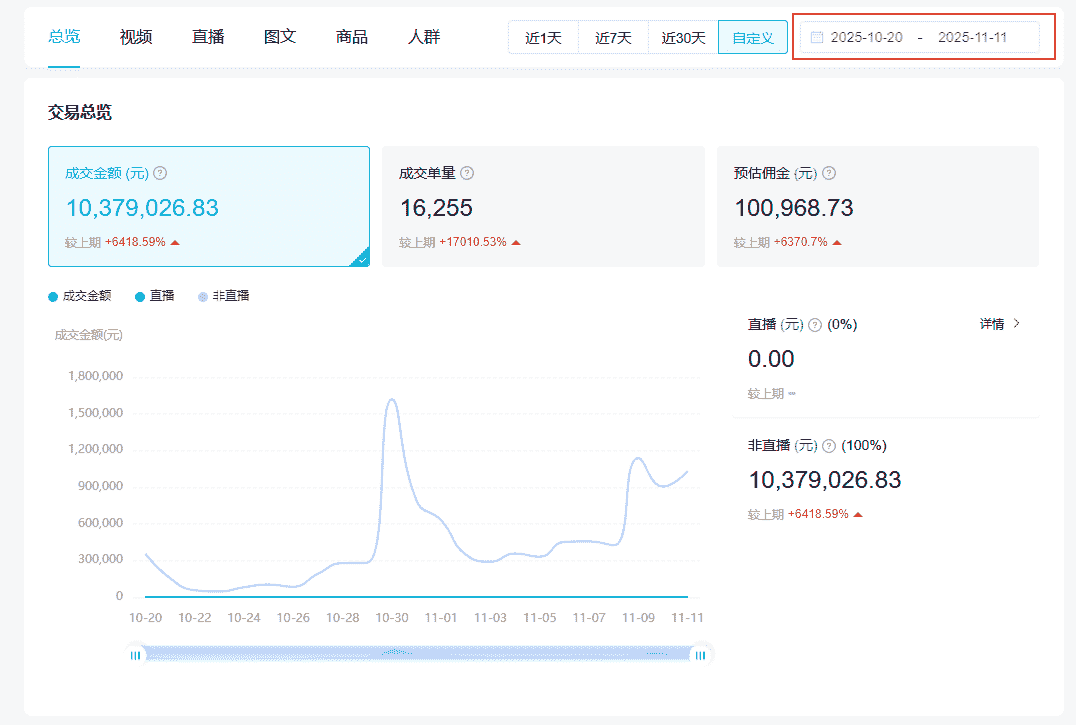 总览 视频 直播 图文 商品 人群 近1天 近7天 近30天 自定义 2025-10-20 - 2025-11-11
交易总览
成交金额 (元) ? 成交单量 ? 预估佣金 (元) ?
10,379,026.83 16,255 100,968.73
较上期 +6418.59% 较上期 +17010.53% 较上期 +6370.7%
成交金额 直播 非直播
直播 (元) ? (0%) 详情
成交金额(元)
0.00
1,800,000
较上期 -
1,500,000
非直播 (元) ? (100%)
1,200,000
10,379,026.83
900,000
较上期 +6418.59%
600,000
300,000
0
10-20 10-22 10-24 10-26 10-28 10-30 11-01 11-03 11-05 11-07 11-09 11-11